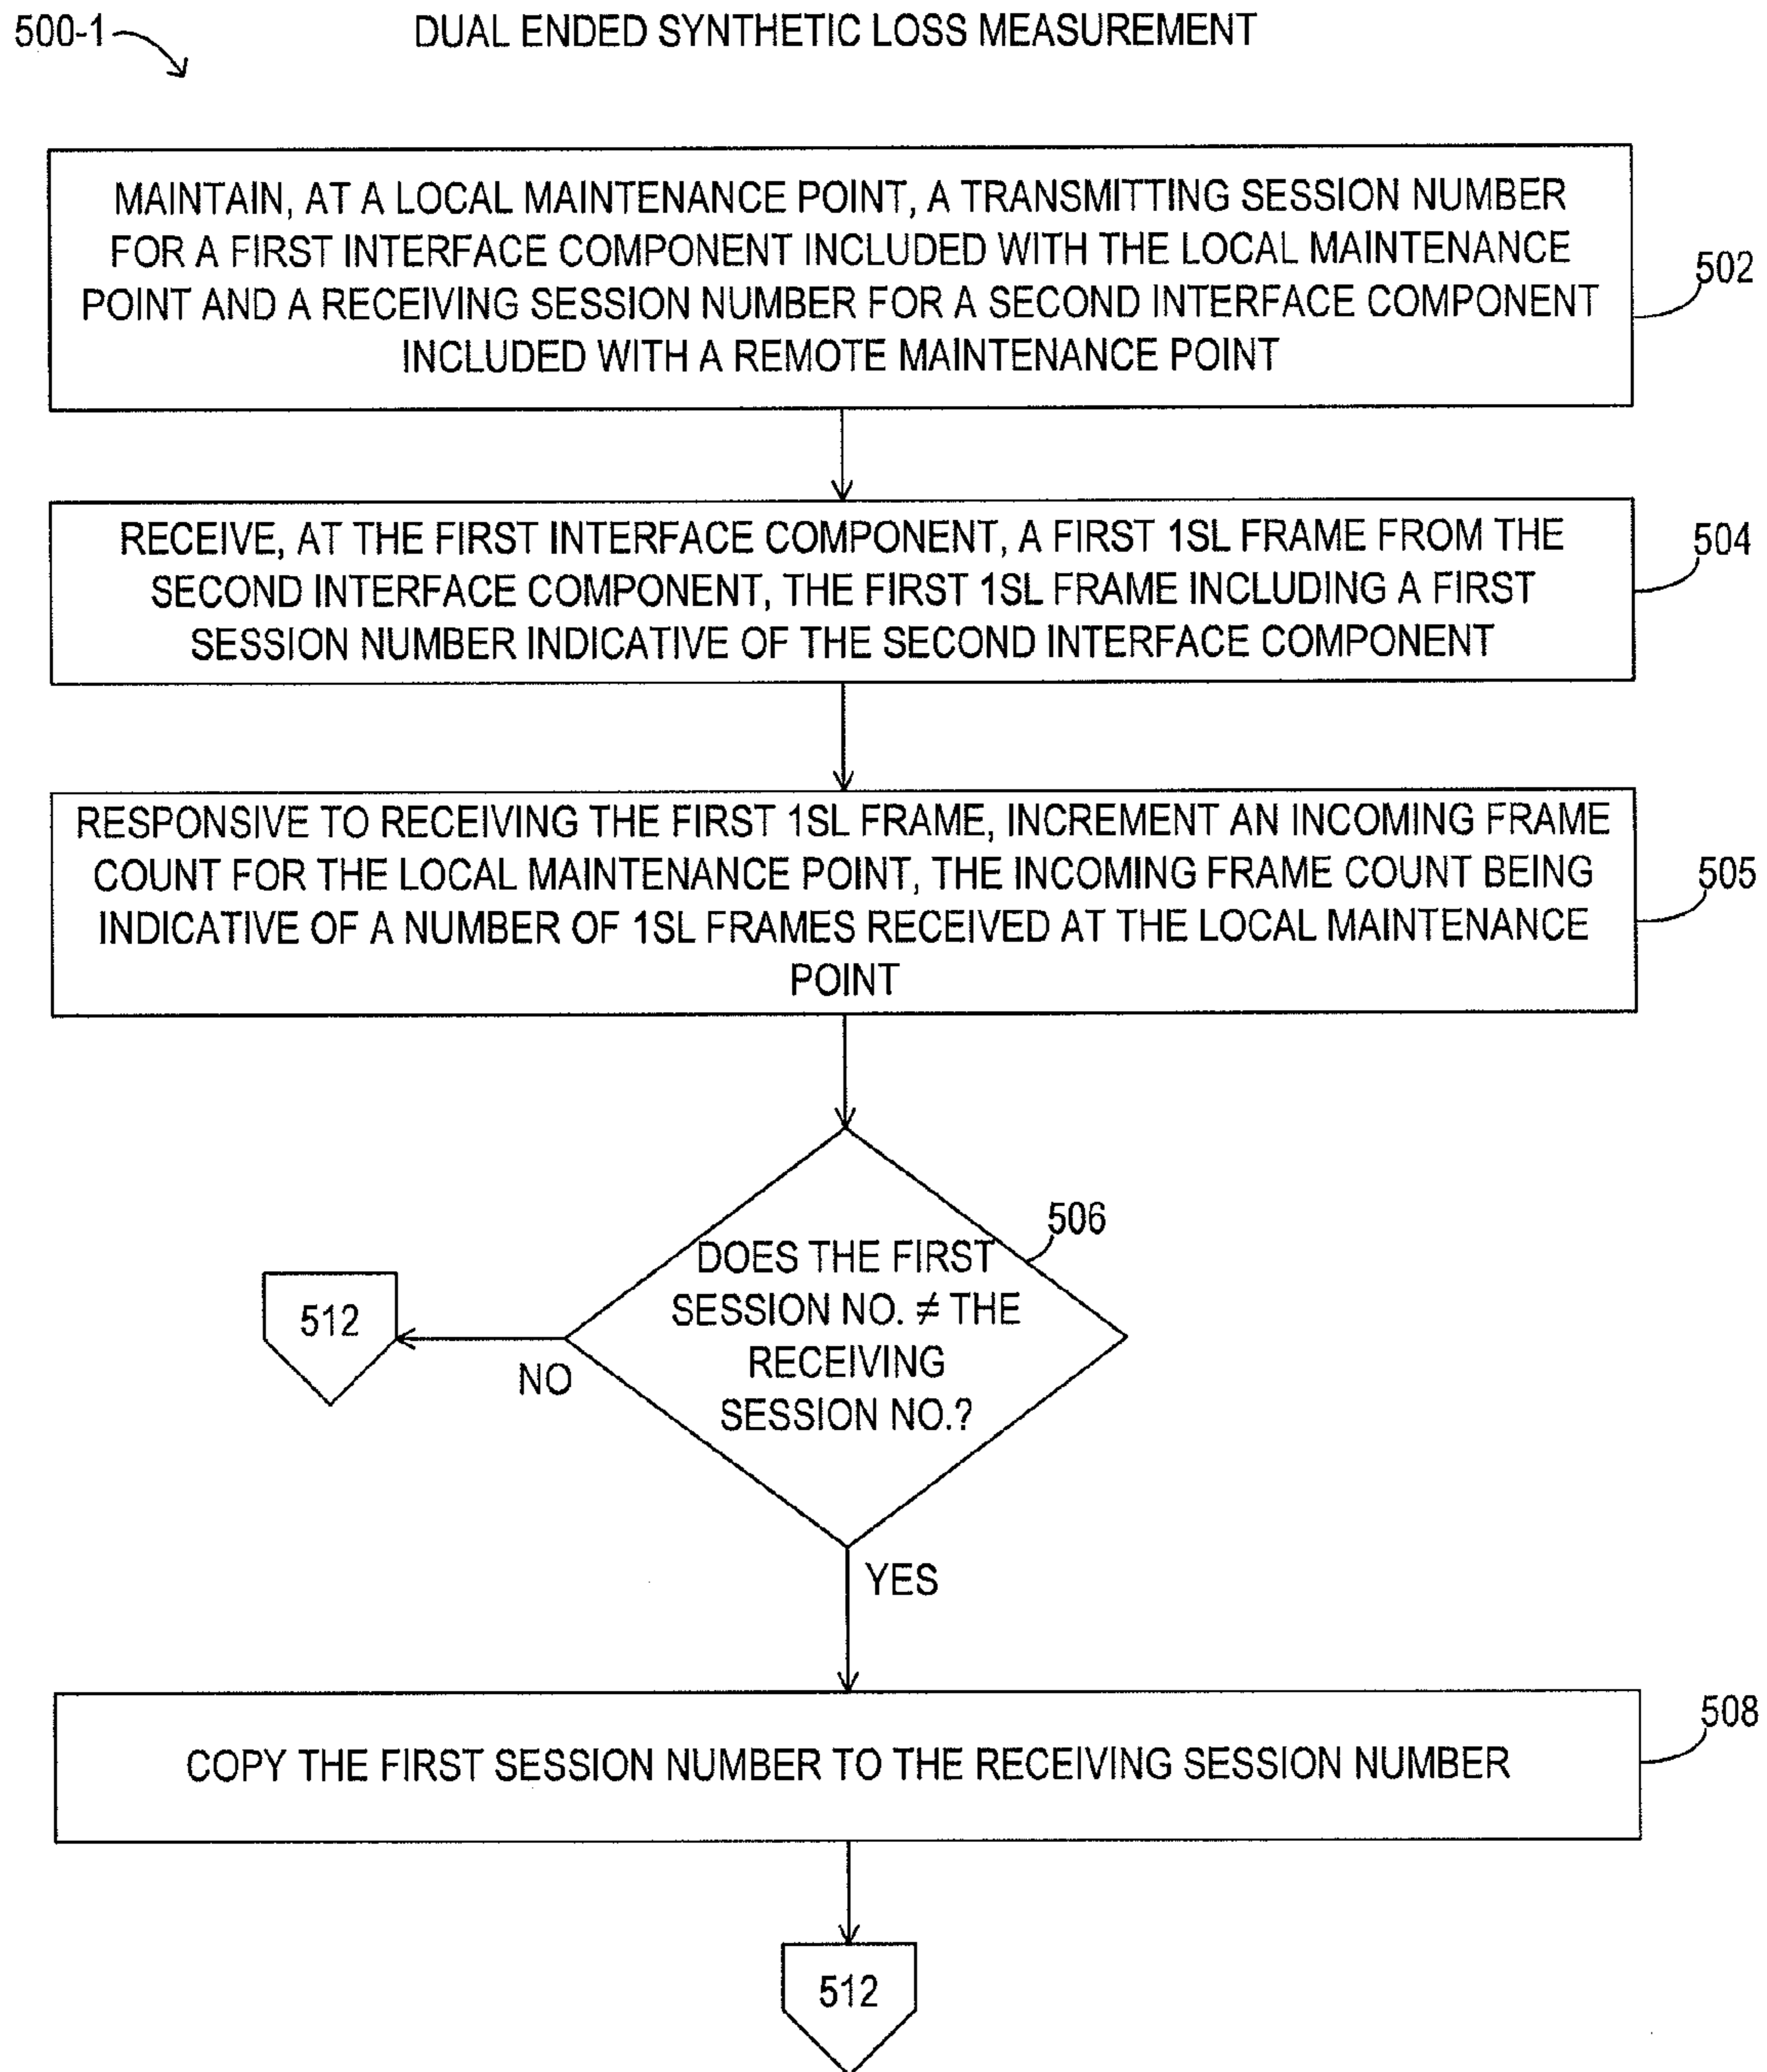 500-1
DUAL ENDED SYNTHETIC LOSS MEASUREMENT
MAINTAIN, AT A LOCAL MAINTENANCE POINT, A TRANSMITTING SESSION NUMBER
FOR A FIRST INTERFACE COMPONENT INCLUDED WITH THE LOCAL MAINTENANCE
POINT AND A RECEIVING SESSION NUMBER FOR A SECOND INTERFACE COMPONENT
INCLUDED WITH A REMOTE MAINTENANCE POINT
502
RECEIVE, AT THE FIRST INTERFACE COMPONENT, A FIRST 1SL FRAME FROM THE
SECOND INTERFACE COMPONENT, THE FIRST 1SL FRAME INCLUDING A FIRST
SESSION NUMBER INDICATIVE OF THE SECOND INTERFACE COMPONENT
504
RESPONSIVE TO RECEIVING THE FIRST 1SL FRAME, INCREMENT AN INCOMING FRAME
COUNT FOR THE LOCAL MAINTENANCE POINT, THE INCOMING FRAME COUNT BEING
INDICATIVE OF A NUMBER OF 1SL FRAMES RECEIVED AT THE LOCAL MAINTENANCE
POINT
505
DOES THE FIRST
SESSION NO. ≠ THE
RECEIVING
SESSION NO.?
506
512
NO
YES
COPY THE FIRST SESSION NUMBER TO THE RECEIVING SESSION NUMBER
508
512